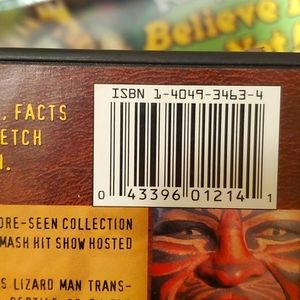 Believe
ISBN 1-4049-3463-4
, FACTS
ETCH
.
0 43396 01214 1
ORE-SEEN COLLECTION
MASH HIT SHOW HOSTED
S LIZARD MAN TRANS-